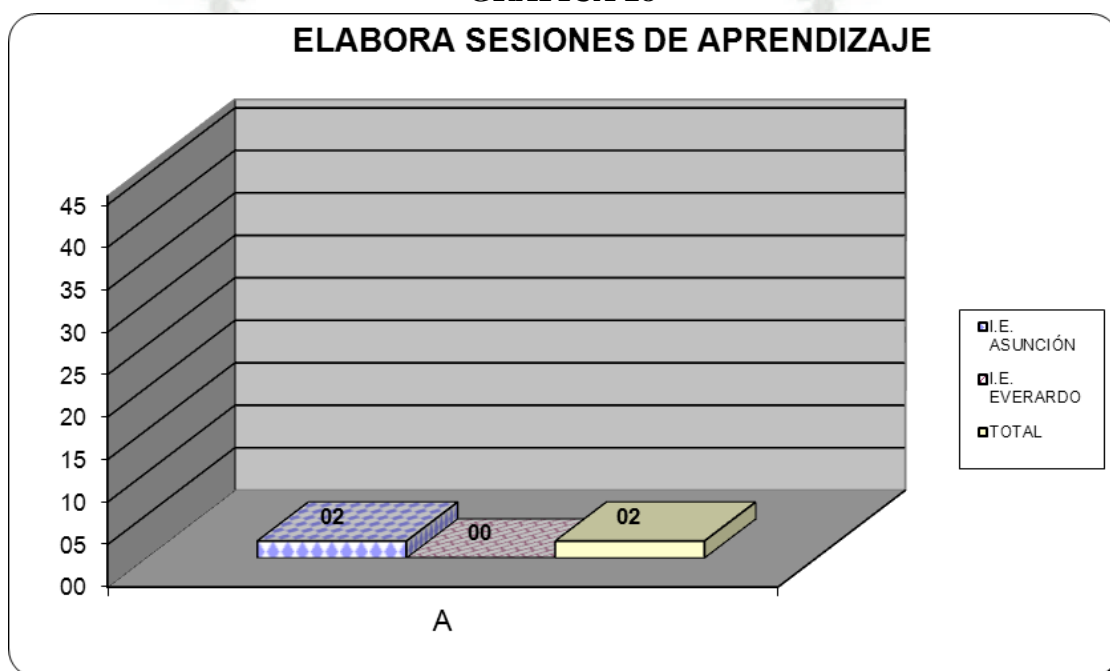 ELABORA SESIONES DE APRENDIZAJE
45
40
35
30
25
20
15
10
05
00
02
00
02
A
I.E.
ASUNCIÓN
I.E.
EVERARDO
TOTAL